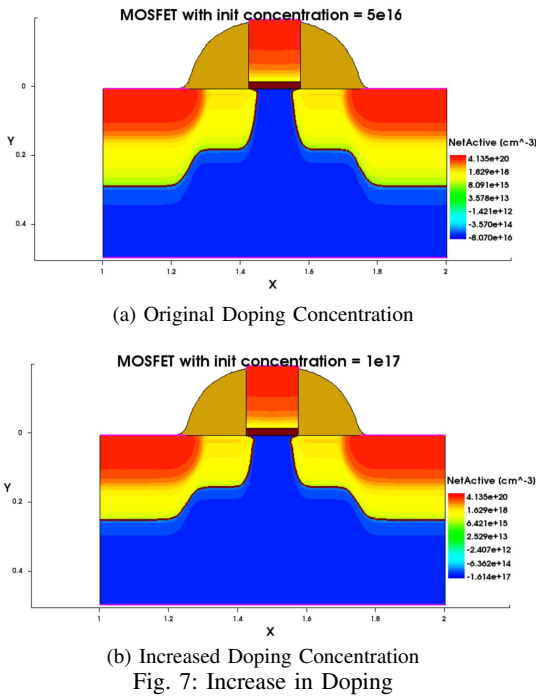 MOSFET with init concentration = 5e16
0
Y
0.2
0.4
NetActive (cm^-3)
4.135e+20
1.829e+18
8.091e+15
3.578e+13
-1.421e+12
-3.570e+14
-8.070e+16
1 1.2 1.4 1.6 1.8 2
X
(a) Original Doping Concentration
MOSFET with init concentration = 1e17
0
Y
0.2
0.4
NetActive (cm^-3)
4.135e+20
1.629e+18
6.421e+15
2.529e+13
-2.407e+12
-6.362e+14
-1.614e+17
1 1.2 1.4 1.6 1.8 2
X
(b) Increased Doping Concentration
Fig. 7: Increase in Doping